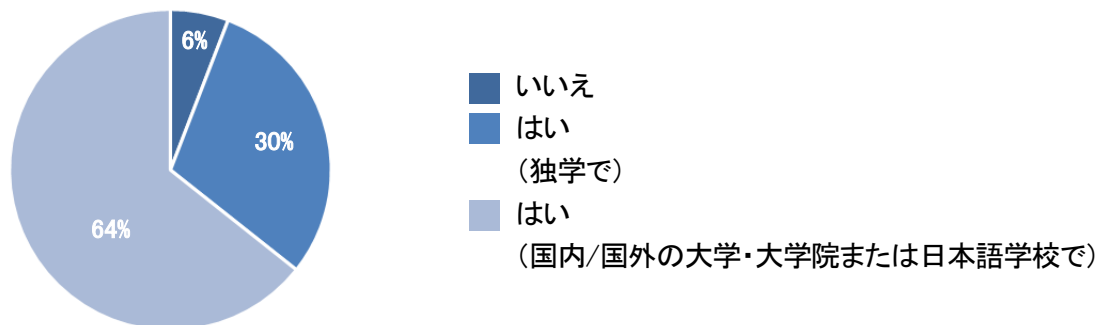 6%
30%
64%
いいえ
はい
（独学で）
はい
（国内/国外の大学・大学院または日本語学校で）